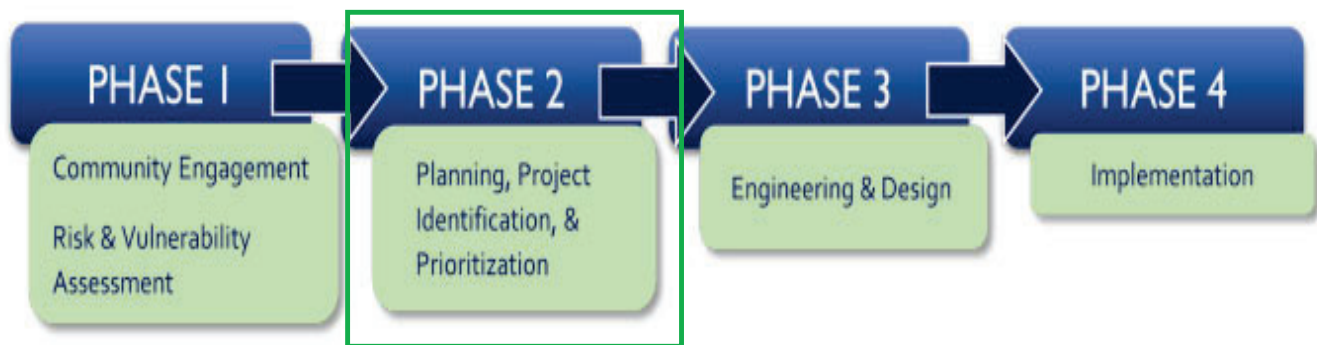 PHASE 1
Community Engagement
Risk & Vulnerability
Assessment
PHASE 2
Planning, Project
Identification, &
Prioritization
PHASE 3
Engineering & Design
PHASE 4
Implementation